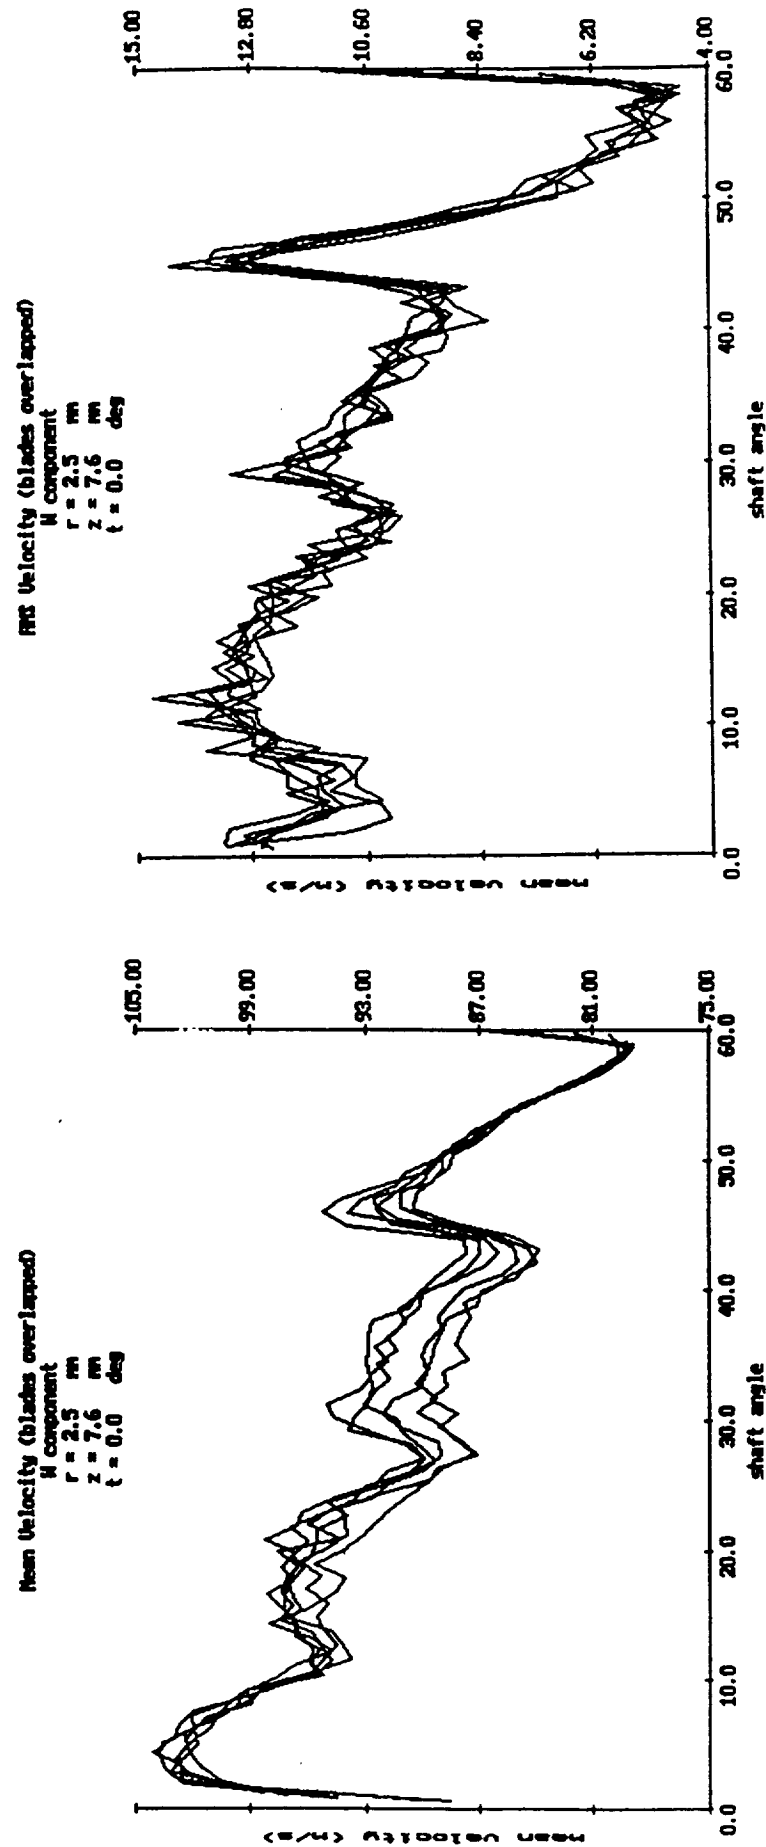 Mean Velocity (blades overlapped)
W component
r = 2.5 mm
z = 7.6 mm
t = 0.0 deg
mean velocity (m/s)
105.00
99.00
93.00
87.00
81.00
75.00
0.0
10.0
20.0
30.0
40.0
50.0
60.0
shaft angle
RMS Velocity (blades overlapped)
W component
r = 2.5 mm
z = 7.6 mm
t = 0.0 deg
mean velocity (m/s)
15.00
12.80
10.60
8.40
6.20
4.00
0.0
10.0
20.0
30.0
40.0
50.0
60.0
shaft angle